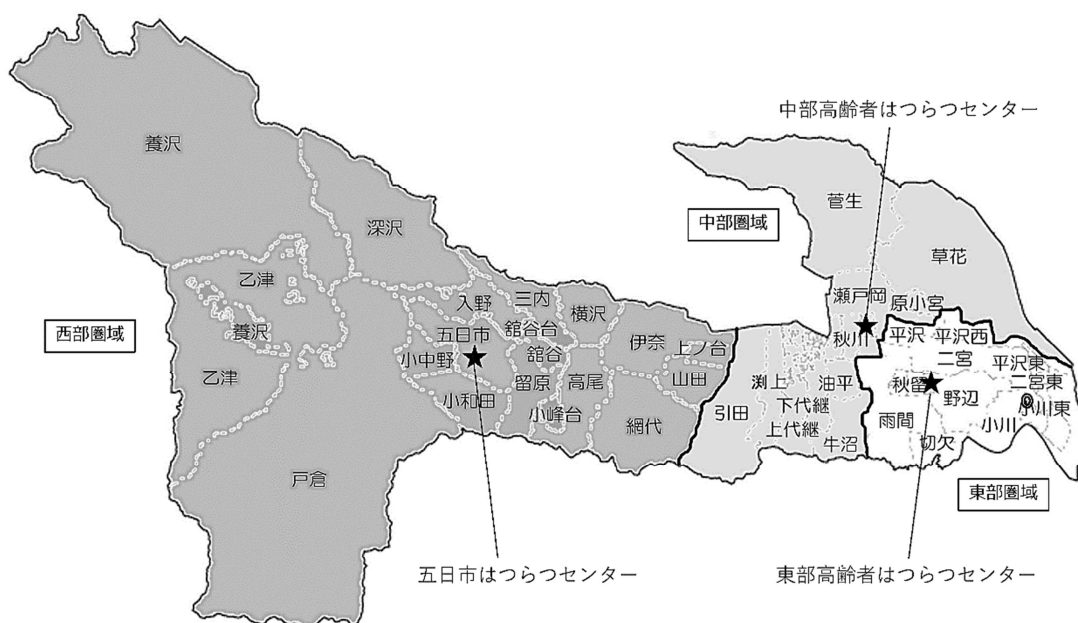 中部高齢者はつらつセンター
養沢
菅生
中部圏域
深沢
草花
乙津
瀬戸岡
原小宮
入野
三内
横沢
西部圏域
養沢
五日市
舘谷台
秋川
平沢
平沢西
伊奈
上ノ台
小中野
舘谷
二宮
平沢東
乙津
留原
高尾
山田
渕上
油平
秋留
野辺
二宮東
小和田
小峰台
引田
下代継
小川東
網代
上代継
雨間
小川
牛沼
切欠
戸倉
東部圏域
五日市はつらつセンター
東部高齢者はつらつセンター